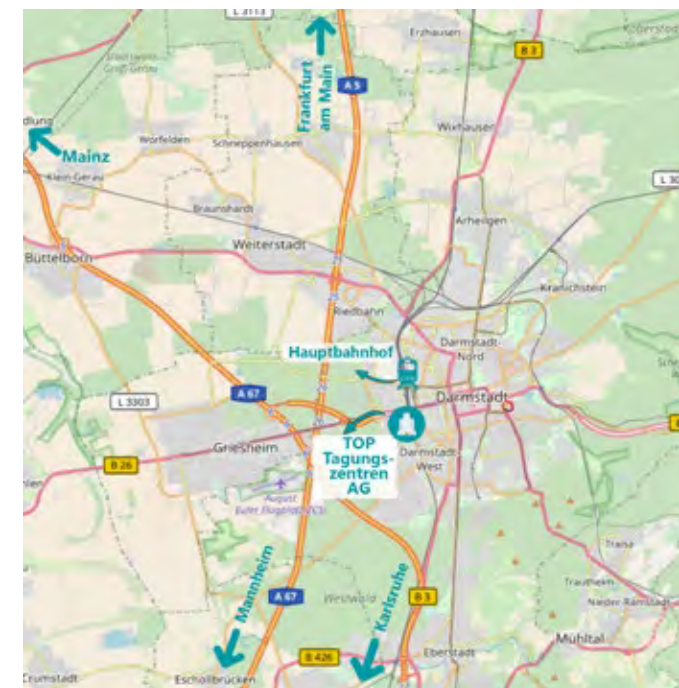 L 3113
Erzhausen
B 3
Frankfurt
am Main
A 5
Mainz
Worfelden
Schneppenhausen
Wixhausen
Klein-Gerau
L 30
Braunshardt
Arheilgen
Weiterstadt
Büttelborn
Kranichstein
Riedbahn
Hauptbahnhof
Darmstadt-
Nord
A 67
L 3303
Darmstadt
B
TOP
Tagungs-
zentren
AG
Griesheim
Darmstadt
West
B 26
August
Euler Flugplatz
Traisa
Mannheim
Karlsruhe
Trautheim
A 67
Westwald
B 3
Nieder-Ramstadt
Mühltal
B 426
Eberstadt
Crumstadt
Eschollbrücken